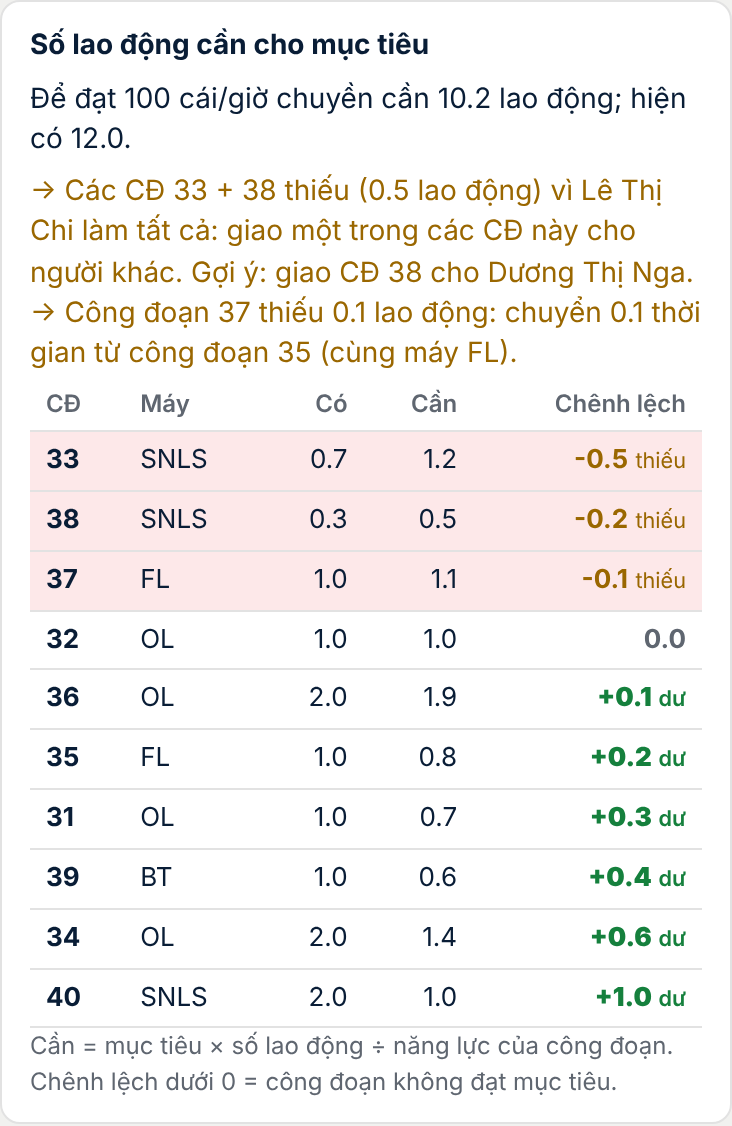 Số lao động cần cho mục tiêu
Để đạt 100 cái/giờ chuyền cần 10.2 lao động; hiện
có 12.0.
→ Các CĐ 33 + 38 thiếu (0.5 lao động) vì Lê Thị
Chi làm tất cả: giao một trong các CĐ này cho
người khác. Gợi ý: giao CĐ 38 cho Dương Thị Nga.
→ Công đoạn 37 thiếu 0.1 lao động: chuyển 0.1 thời
gian từ công đoạn 35 (cùng máy FL).
CĐ Máy Có Cần Chênh lệch
33 SNLS 0.7 1.2 -0.5 thiếu
38 SNLS 0.3 0.5 -0.2 thiếu
37 FL 1.0 1.1 -0.1 thiếu
32 OL 1.0 1.0 0.0
36 OL 2.0 1.9 +0.1 dư
35 FL 1.0 0.8 +0.2 dư
31 OL 1.0 0.7 +0.3 dư
39 BT 1.0 0.6 +0.4 dư
34 OL 2.0 1.4 +0.6 dư
40 SNLS 2.0 1.0 +1.0 dư
Cần = mục tiêu × số lao động ÷ năng lực của công đoạn.
Chênh lệch dưới 0 = công đoạn không đạt mục tiêu.